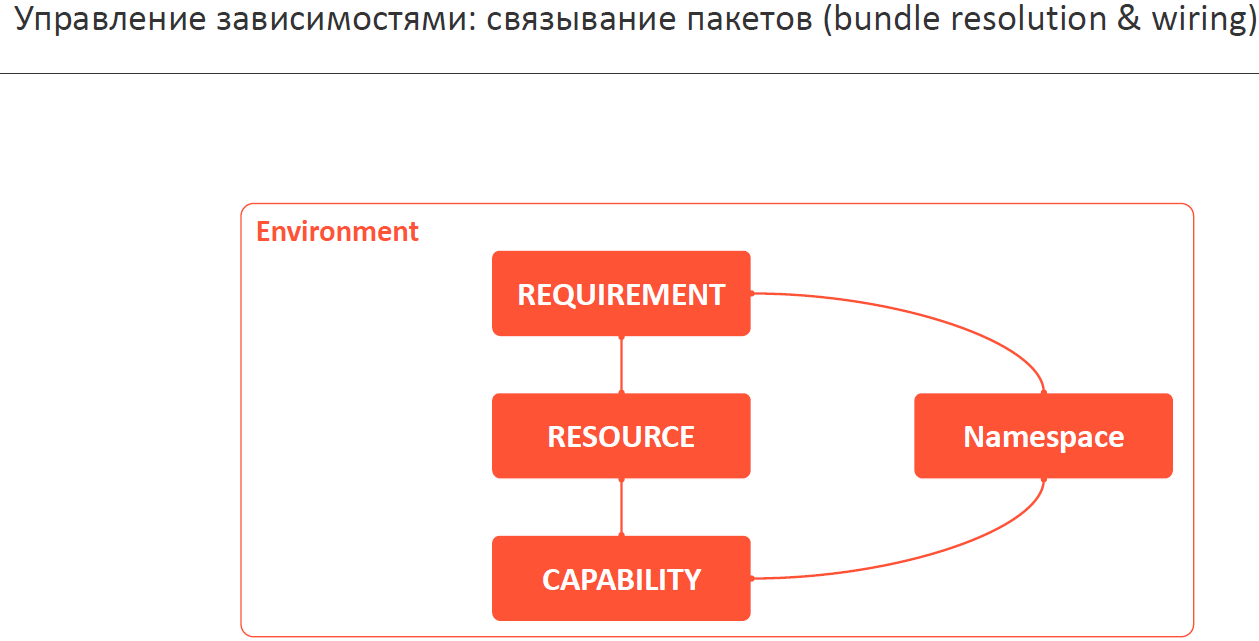 Управление зависимостями: связывание пакетов (bundle resolution & wiring)
Environment
REQUIREMENT
RESOURCE
Namespace
CAPABILITY